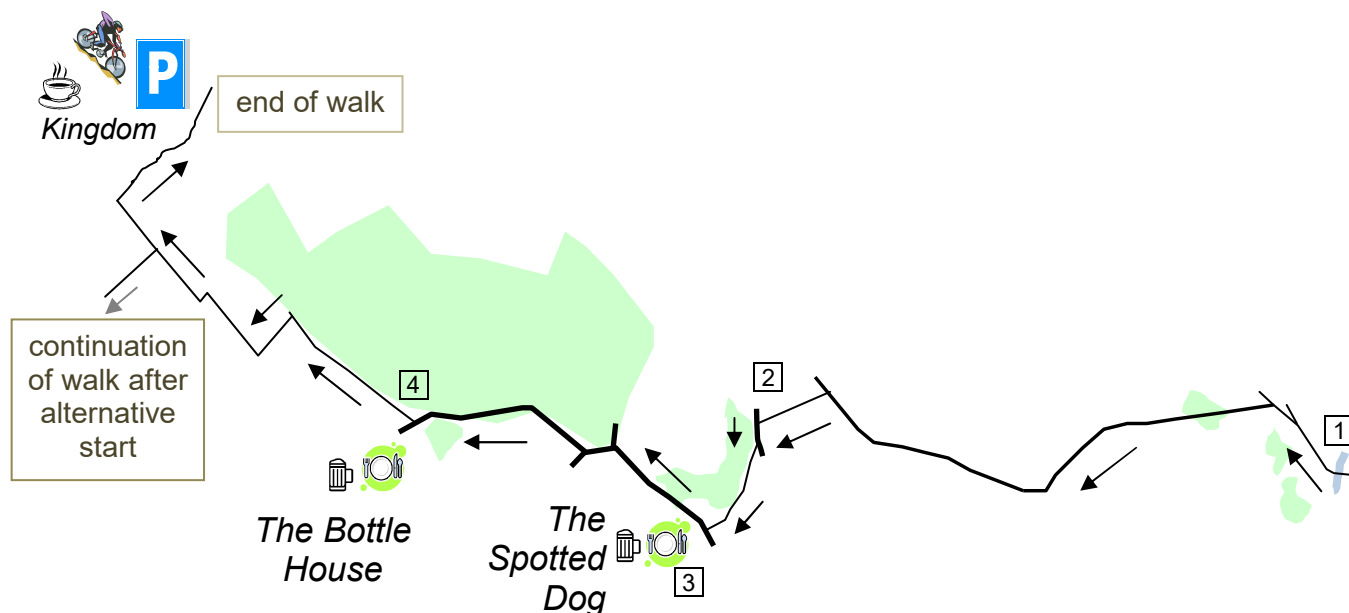 P
Kingdom
end of walk
continuation
of walk after
alternative
start
4
2
1
The Bottle
House
The
Spotted
Dog
3